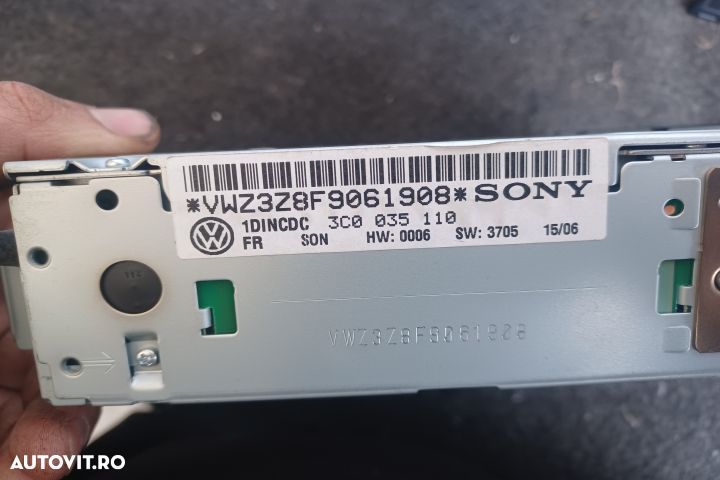 *VWZ3Z8F9061908* SONY
1DINCDC 3C0 035 110
FR SON HW: 0006 SW: 3705 15/06
VWZ3Z8F9061908
AUTOVIT.RO